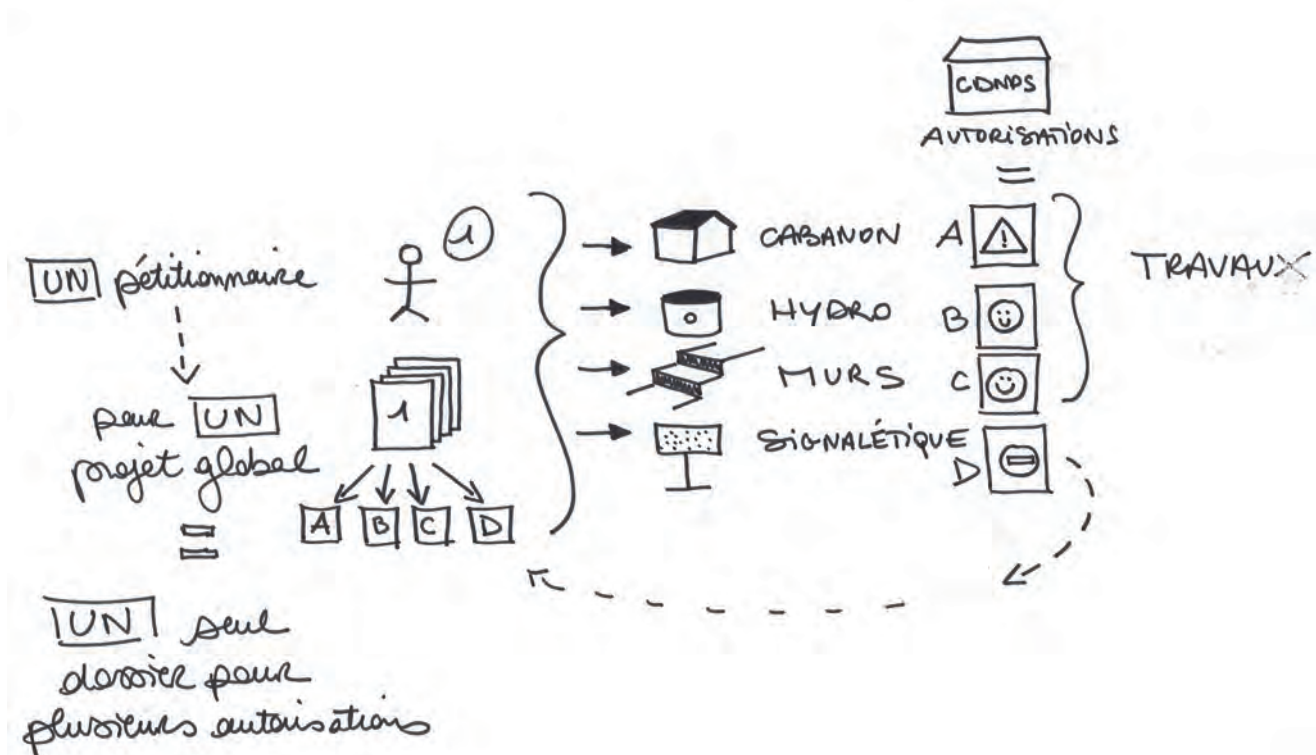 CDNPS
AUTORISATIONS
=
UN pétitionnaire
pour UN
projet global
=
UN seul
dossier pour
plusieurs autorisations
1
1
A B C D
CABANON A
HYDRO B
MURS C
SIGNALÉTIQUE
D
TRAVAUX